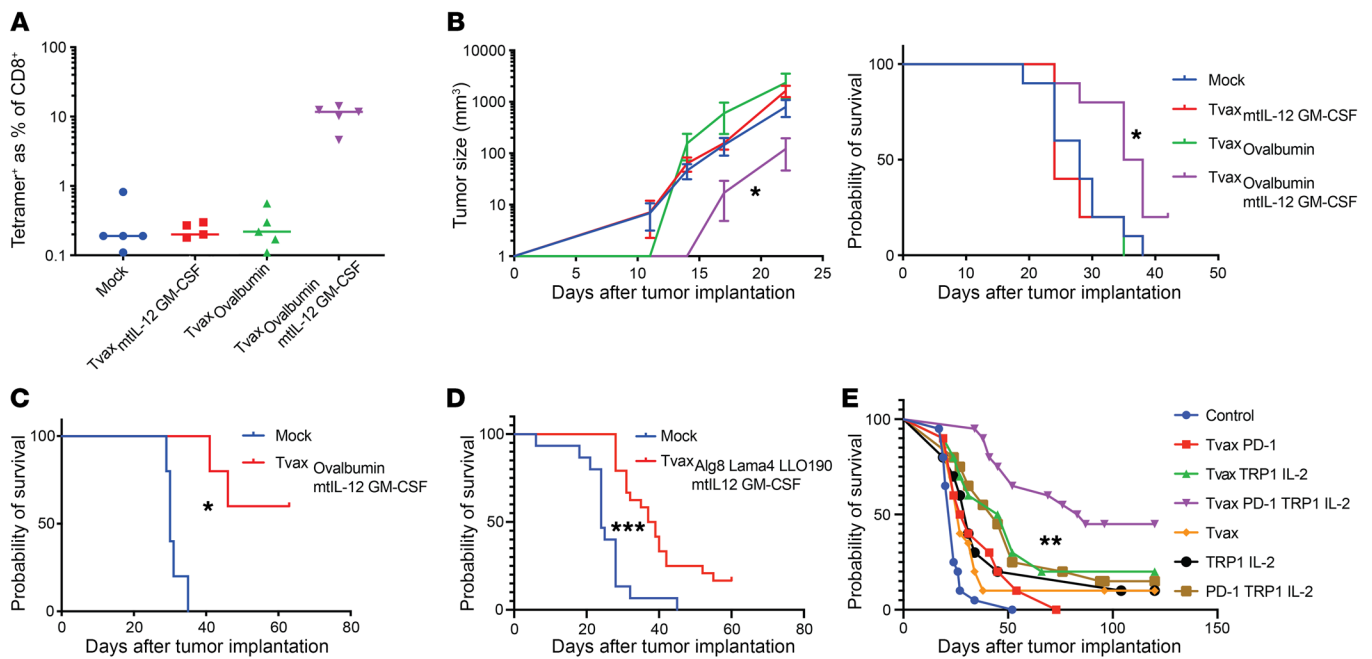 A
Tetramer+ as % of CD8+
100
10
1
0.1
Mock
Tvax mtIL-12 GM-CSF
Tvax Ovalbumin
Tvax Ovalbumin
mtIL-12 GM-CSF
B
Tumor size (mm3)
10000
1000
100
10
1
*
0 5 10 15 20 25
Days after tumor implantation
Probability of survival
100
50
0
*
0 10 20 30 40 50
Days after tumor implantation
Mock
Tvax mtIL-12 GM-CSF
Tvax Ovalbumin
Tvax Ovalbumin
mtIL-12 GM-CSF
C
Probability of survival
100
50
0
*
0 20 40 60 80
Days after tumor implantation
Mock
Tvax Ovalbumin
mtIL-12 GM-CSF
D
Probability of survival
100
50
0
***
0 20 40 60 80
Days after tumor implantation
Mock
Tvax Alg8 Lama4 LLO190
mtIL12 GM-CSF
E
Probability of survival
100
50
0
**
0 50 100 150
Days after tumor implantation
Control
Tvax PD-1
Tvax TRP1 IL-2
Tvax PD-1 TRP1 IL-2
Tvax
TRP1 IL-2
PD-1 TRP1 IL-2